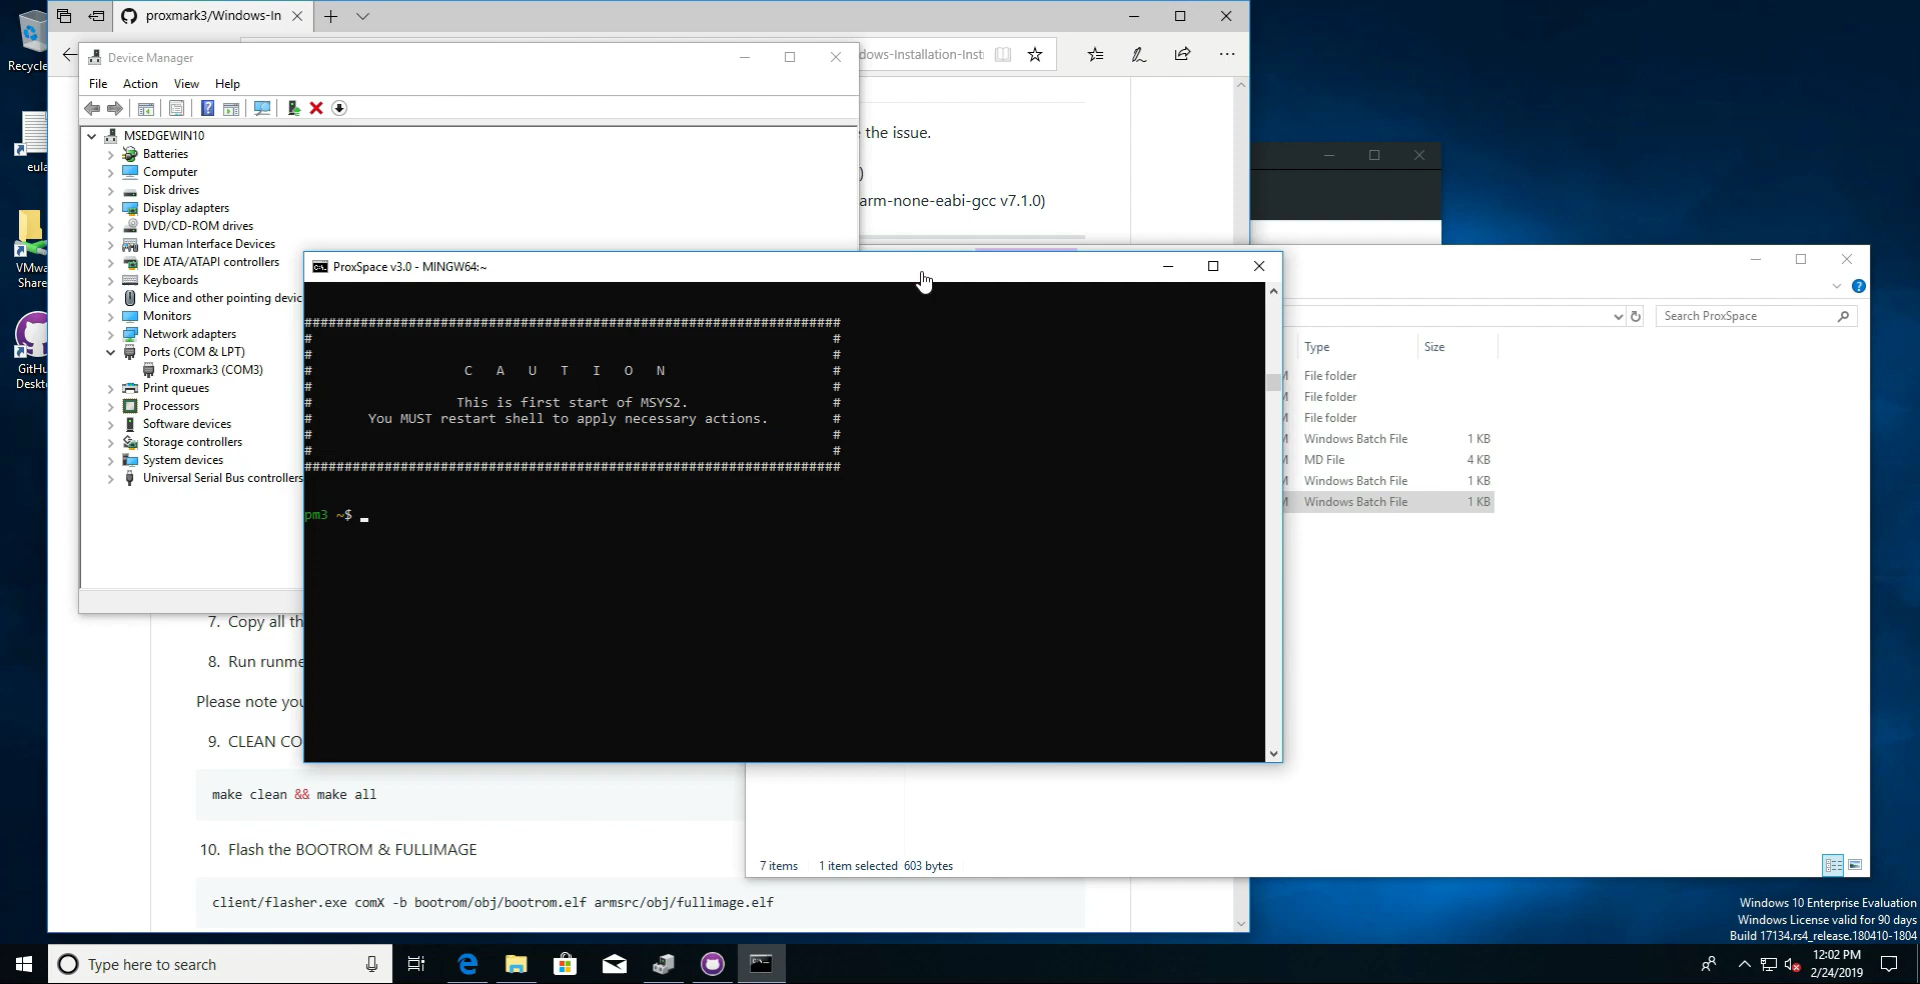 proxmark3/Windows-In
Recycle
Device Manager
dows-Installation-Inst
File Action View Help
MSEDGEWIN10
Batteries
Computer
Disk drives
Display adapters
DVD/CD-ROM drives
Human Interface Devices
IDE ATA/ATAPI controllers
Keyboards
Mice and other pointing devic
Monitors
Network adapters
Ports (COM & LPT)
Proxmark3 (COM3)
Print queues
Processors
Software devices
Storage controllers
System devices
Universal Serial Bus controllers
eula
VMwa
Share
GitHu
Deskto
the issue.
)
arm-none-eabi-gcc v7.1.0)
ProxSpace v3.0 - MINGW64:~
###################################################################
# #
# #
# C A U T I O N #
# #
# This is first start of MSYS2. #
# You MUST restart shell to apply necessary actions. #
# #
# #
###################################################################
pm3 ~$
Search ProxSpace
Type Size
File folder
File folder
File folder
Windows Batch File 1 KB
MD File 4 KB
Windows Batch File 1 KB
Windows Batch File 1 KB
7 items 1 item selected 603 bytes
7. Copy all th
8. Run runme
Please note you
9. CLEAN CO
make clean && make all
10. Flash the BOOTROM & FULLIMAGE
client/flasher.exe comX -b bootrom/obj/bootrom.elf armsrc/obj/fullimage.elf
Windows 10 Enterprise Evaluation
Windows License valid for 90 days
Build 17134.rs4_release.180410-1804
Type here to search
12:02 PM
2/24/2019